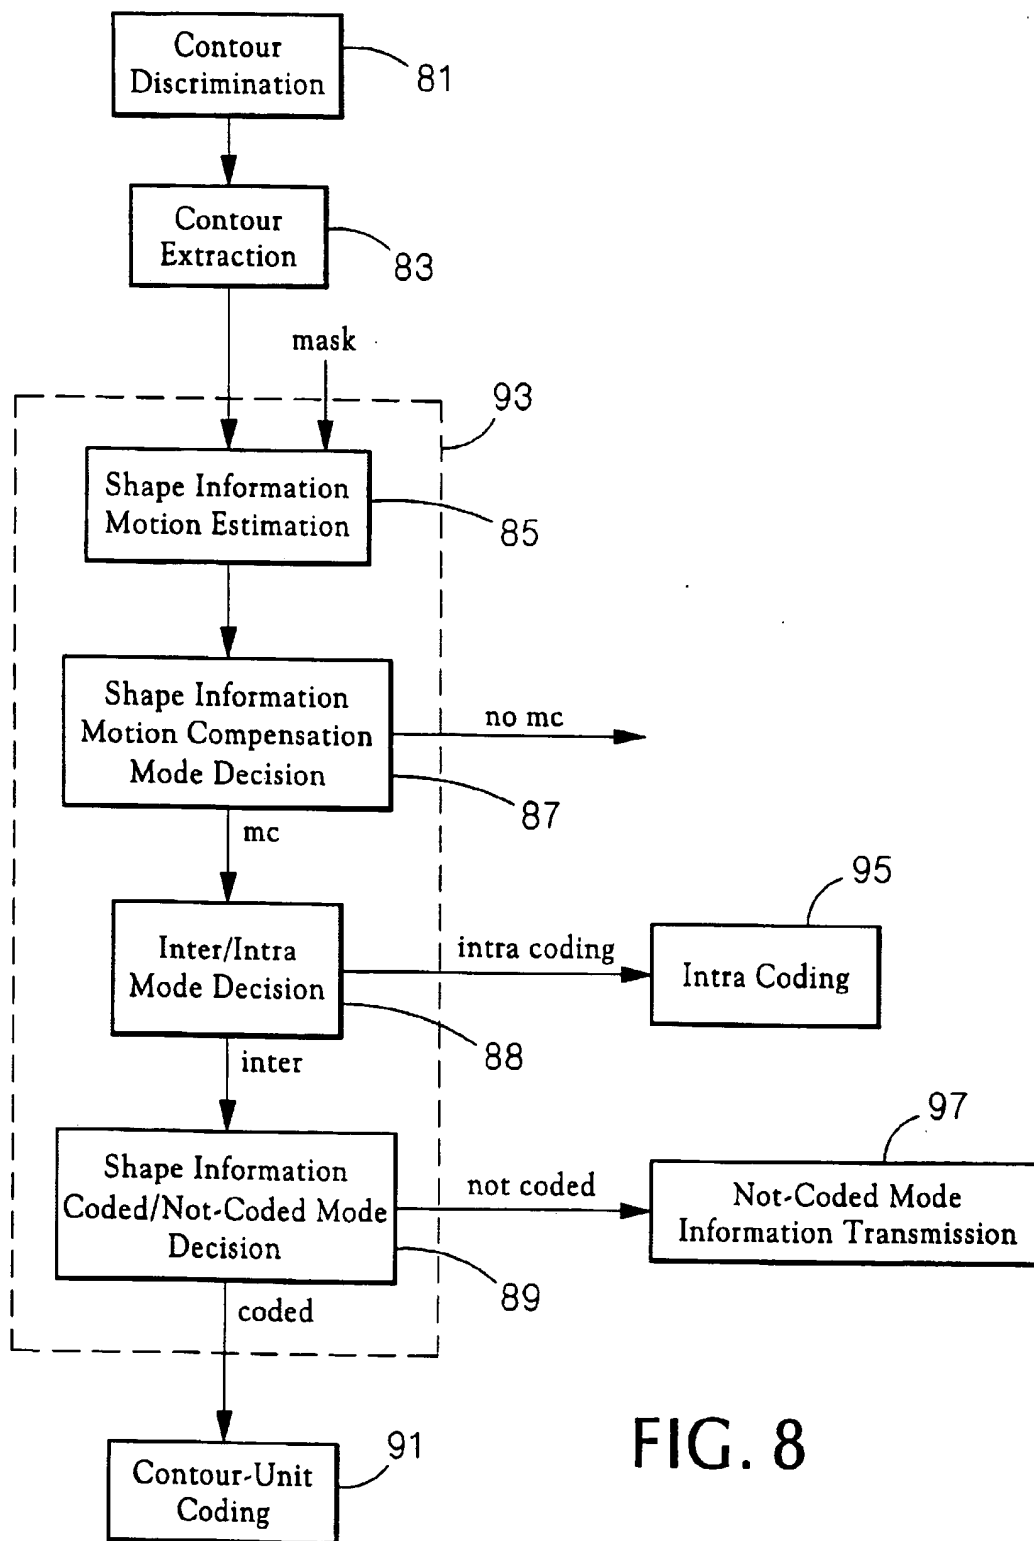 Contour
Discrimination
81
Contour
Extraction
83
mask
93
Shape Information
Motion Estimation
85
Shape Information
Motion Compensation
Mode Decision
no mc
87
mc
95
Inter/Intra
Mode Decision
intra coding
Intra Coding
88
inter
97
Shape Information
Coded/Not-Coded Mode
Decision
not coded
Not-Coded Mode
Information Transmission
89
coded
91
Contour-Unit
Coding
FIG. 8